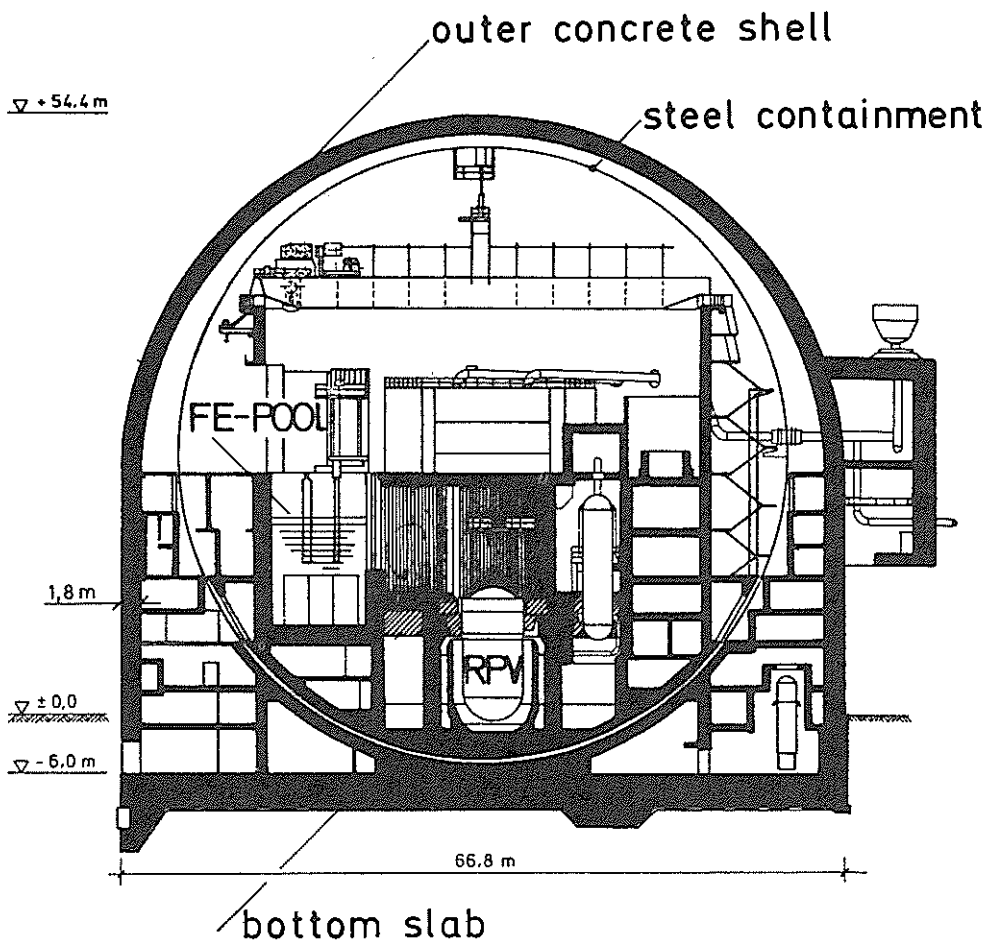 outer concrete shell
+ 54,4 m
steel containment
FE-POOL
1,8 m
RPV
± 0,0
- 6,0 m
66,8 m
bottom slab